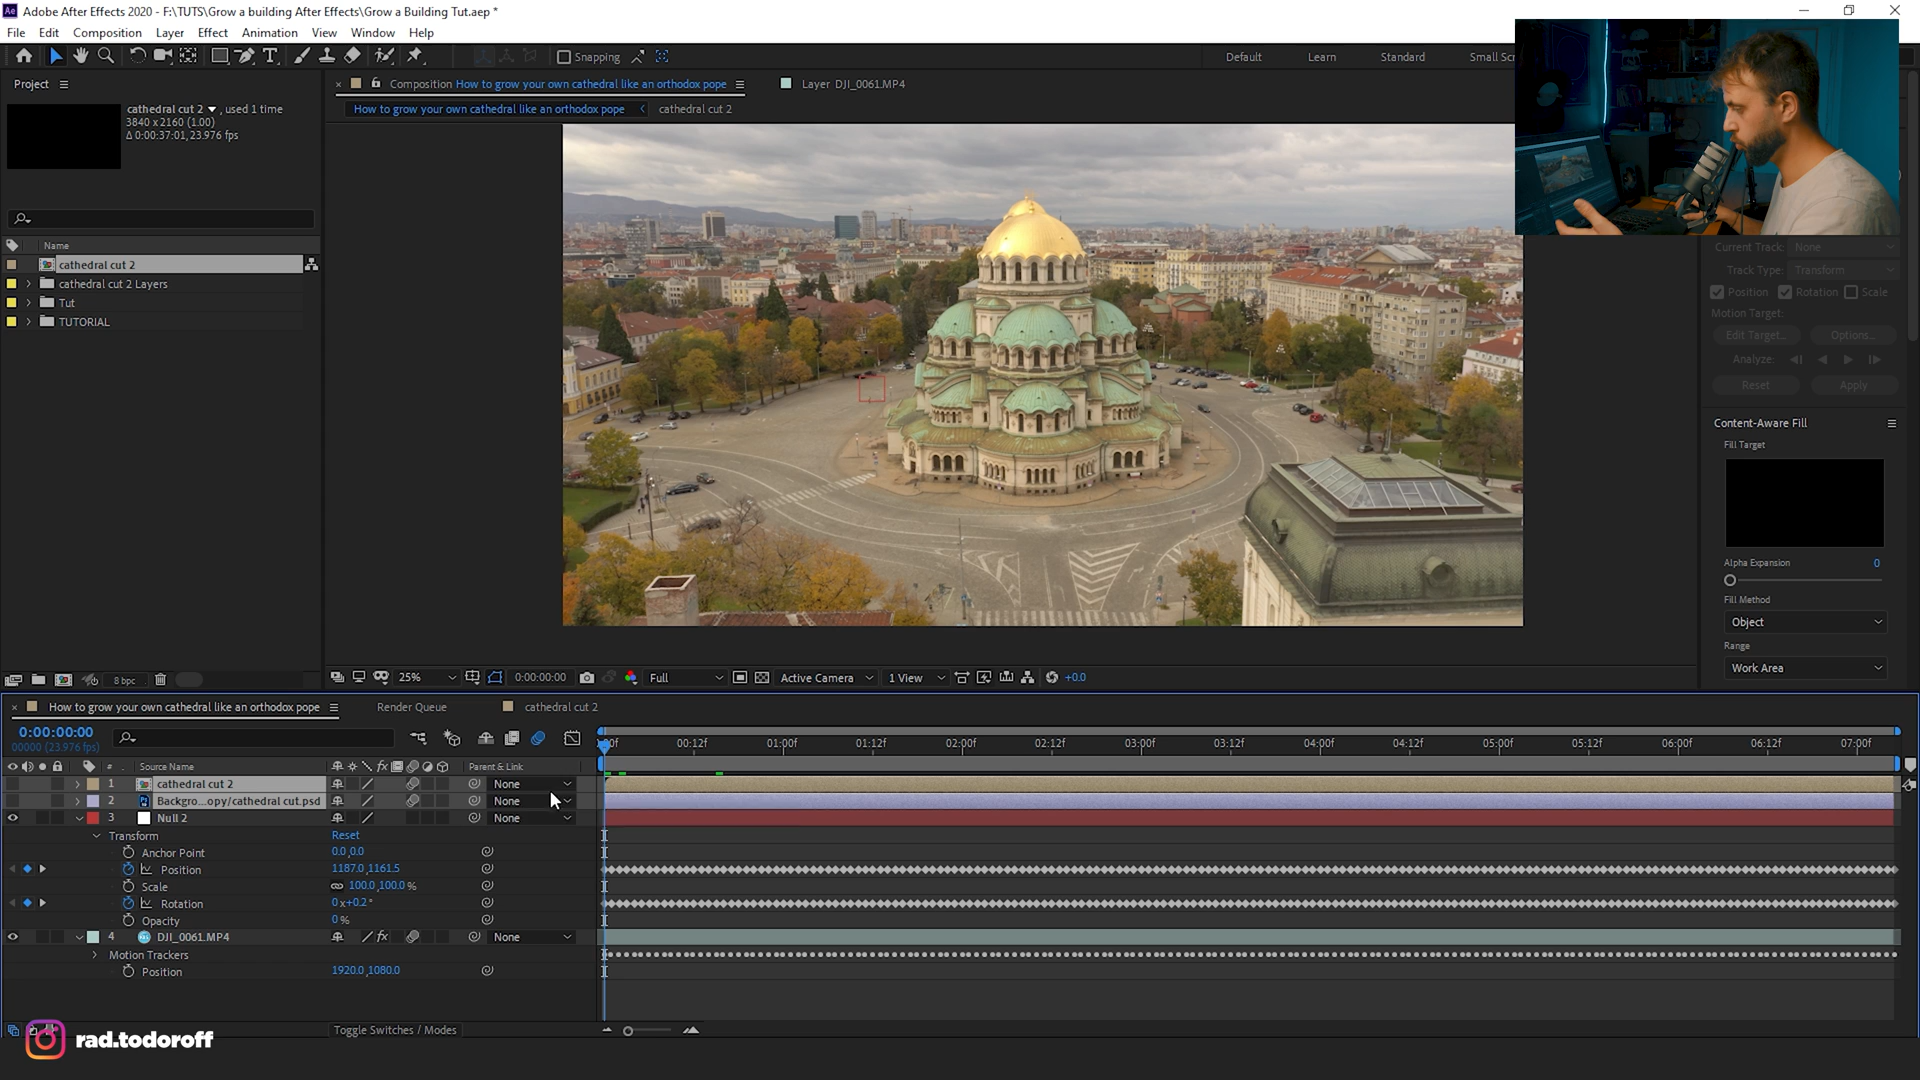 Adobe After Effects 2020 - F:\TUTS\Grow a building After Effects\Grow a Building Tut.aep *
File Edit Composition Layer Effect Animation View Window Help
Snapping
Default Learn Standard Small Scr
Project
Composition How to grow your own cathedral like an orthodox pope
Layer DJI_0061.MP4
cathedral cut 2 , used 1 time
3840 x 2160 (1.00)
Δ 0:00:37:01, 23.976 fps
How to grow your own cathedral like an orthodox pope cathedral cut 2
Name
cathedral cut 2
cathedral cut 2 Layers
Tut
TUTORIAL
Current Track: None
Track Type: Transform
Position Rotation Scale
Motion Target:
Edit Target... Options...
Analyze:
Reset Apply
Content-Aware Fill
Fill Target
Alpha Expansion 0
Fill Method
Object
Range
Work Area
8 bpc
25% 0:00:00:00 Full Active Camera 1 View +0.0
How to grow your own cathedral like an orthodox pope Render Queue cathedral cut 2
0:00:00:00
00000 (23.976 fps)
00:12f 01:00f 01:12f 02:00f 02:12f 03:00f 03:12f 04:00f 04:12f 05:00f 05:12f 06:00f 06:12f 07:00f
# Source Name fx Parent & Link
1 cathedral cut 2 None
2 Backgro...opy/cathedral cut.psd None
3 Null 2 None
Transform Reset
Anchor Point 0.0,0.0
Position 1187.0,1161.5
Scale 100.0,100.0 %
Rotation 0x+0.2°
Opacity 0 %
4 DJI_0061.MP4 fx None
Motion Trackers
Position 1920.0,1080.0
Toggle Switches / Modes
rad.todoroff